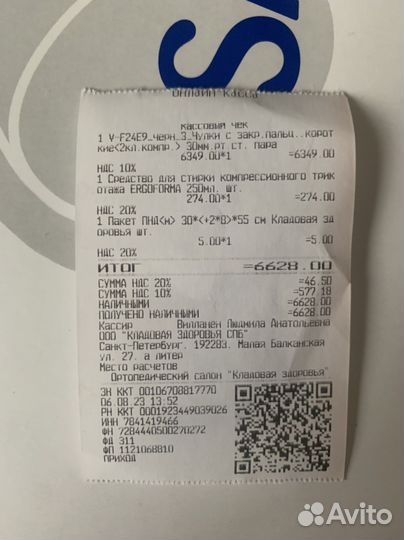 ОНЛАЙН касса
КАССОВЫЙ ЧЕК
1 V-F24E9_черн_3_Чулки с закр.пальц..корот
кие<2кл.компр.> 30мм.рт.ст. пара
6349.00*1 =6349.00
НДС 10%
1 Средство для стирки компрессионного трик
отажа ERGOFORMA 250мл. шт.
274.00*1 =274.00
НДС 20%
1 Пакет ПНД<м> 30*<+2*8>*55 см Кладовая зд
оровья шт.
5.00*1 =5.00
НДС 20%
ИТОГ =6628.00
СУММА НДС 20% =46.50
СУММА НДС 10% =577.18
НАЛИЧНЫМИ =6628.00
ПОЛУЧЕНО НАЛИЧНЫМИ =6628.00
Кассир Вилланен Людмила Анатольевна
ООО "КЛАДОВАЯ ЗДОРОВЬЯ СПБ"
Санкт-Петербург. 192283. Малая Балканская
ул. 27. а литер
Место расчетов
Ортопедический салон "Кладовая здоровья"
ЗН ККТ 00106708817770
06.08.23 13:52
РН ККТ 0001923449039026
ИНН 7841419466
ФН 7284440500270272
ФД 311
ФП 1121068810
ПРИХОД
Avito